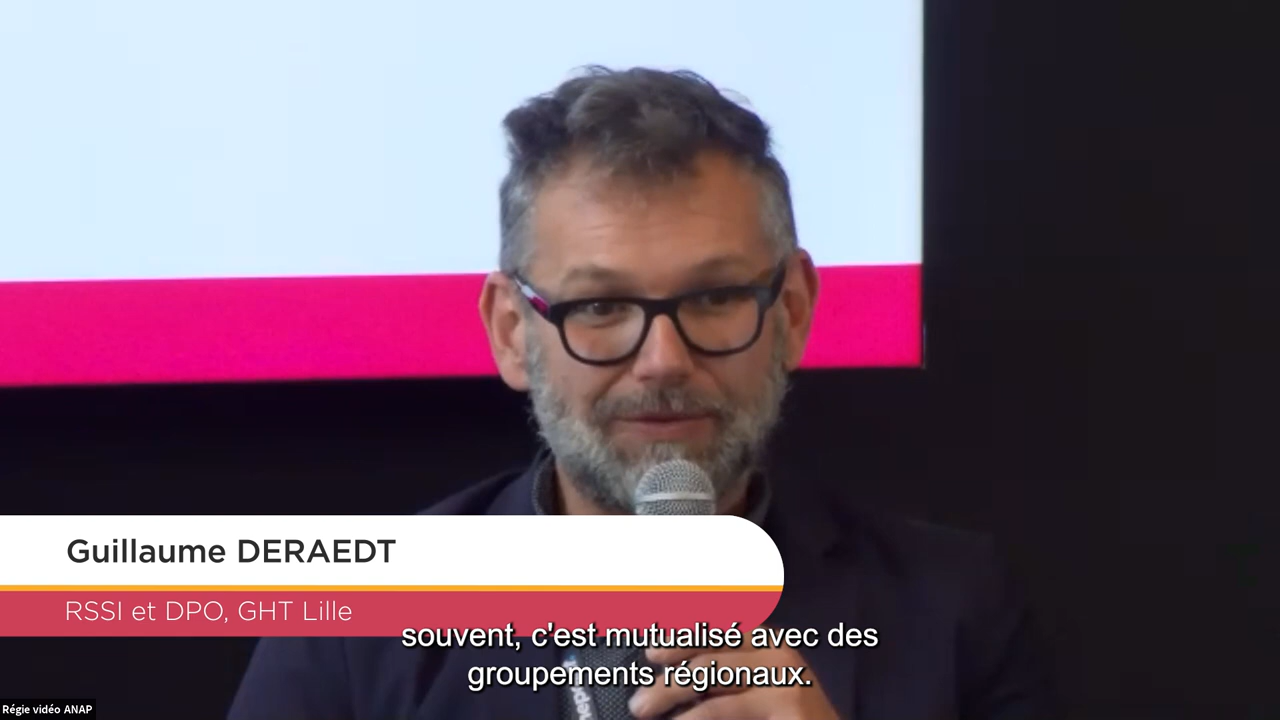 Guillaume DERAEDT
RSSI et DPO, GHT Lille
souvent, c'est mutualisé avec des
groupements régionaux.
Régie vidéo ANAP